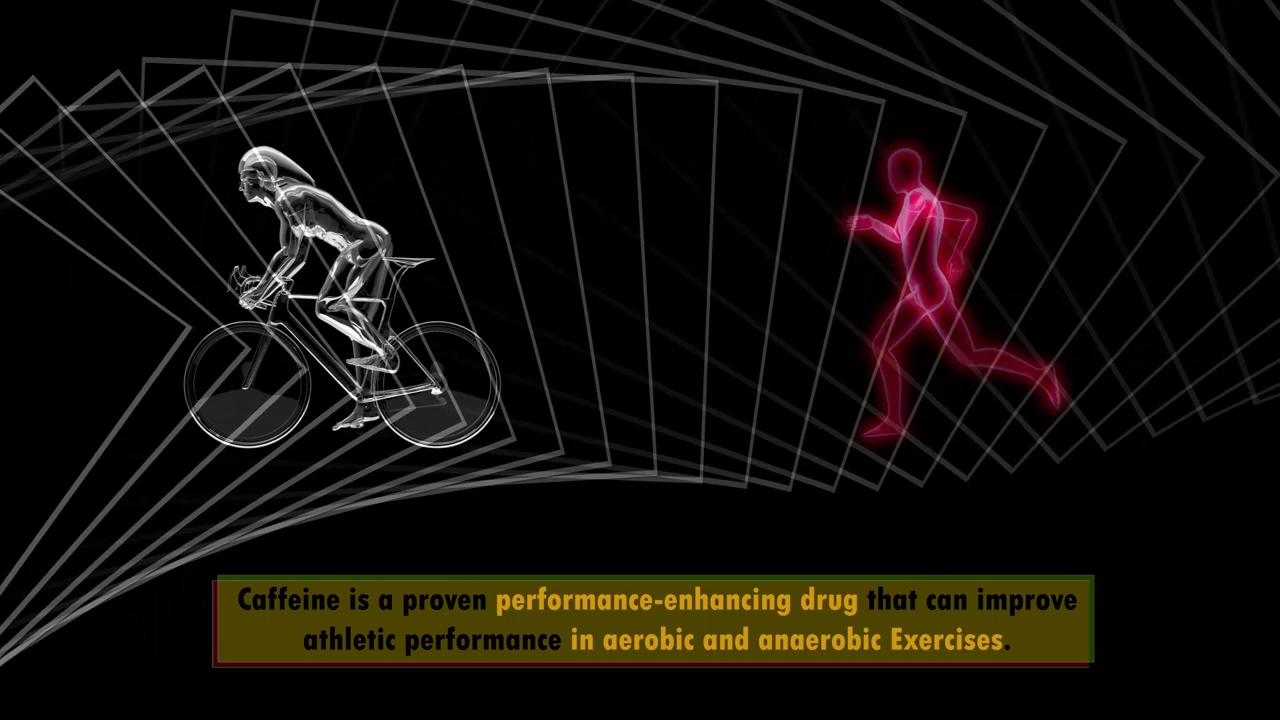 Caffeine is a proven performance-enhancing drug that can improve
athletic performance in aerobic and anaerobic Exercises.